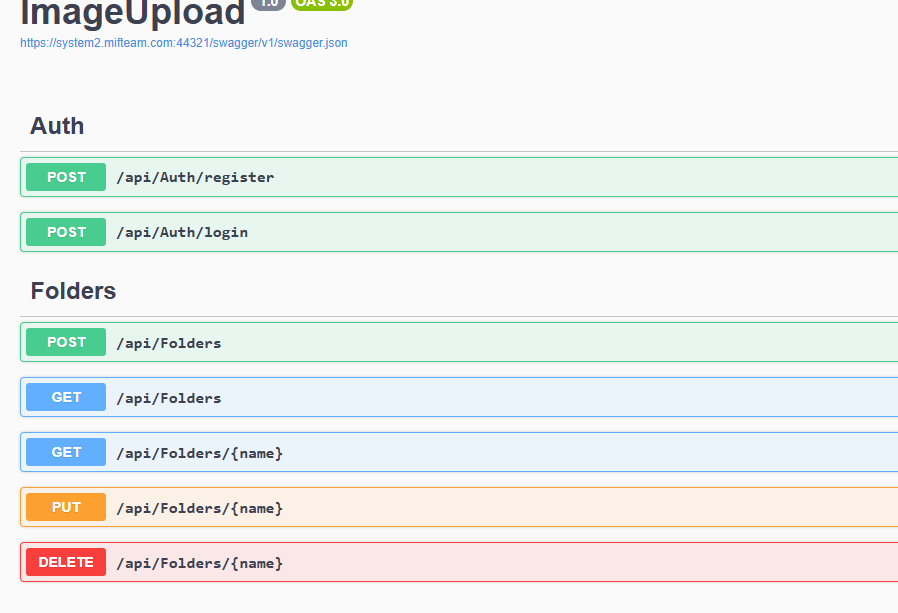 ImageUpload 1.0 OAS 3.0
https://system2.mifteam.com:44321/swagger/v1/swagger.json
Auth
POST /api/Auth/register
POST /api/Auth/login
Folders
POST /api/Folders
GET /api/Folders
GET /api/Folders/{name}
PUT /api/Folders/{name}
DELETE /api/Folders/{name}